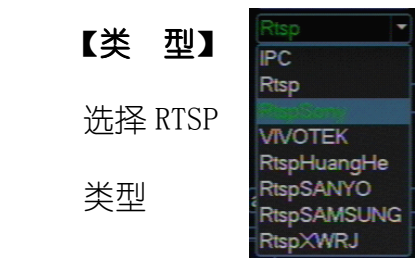 【类 型】
选择 RTSP
类型
Rtsp
IPC
Rtsp
RtspSony
VIVOTEK
RtspHuangHe
RtspSANYO
RtspSAMSUNG
RtspXWRJ